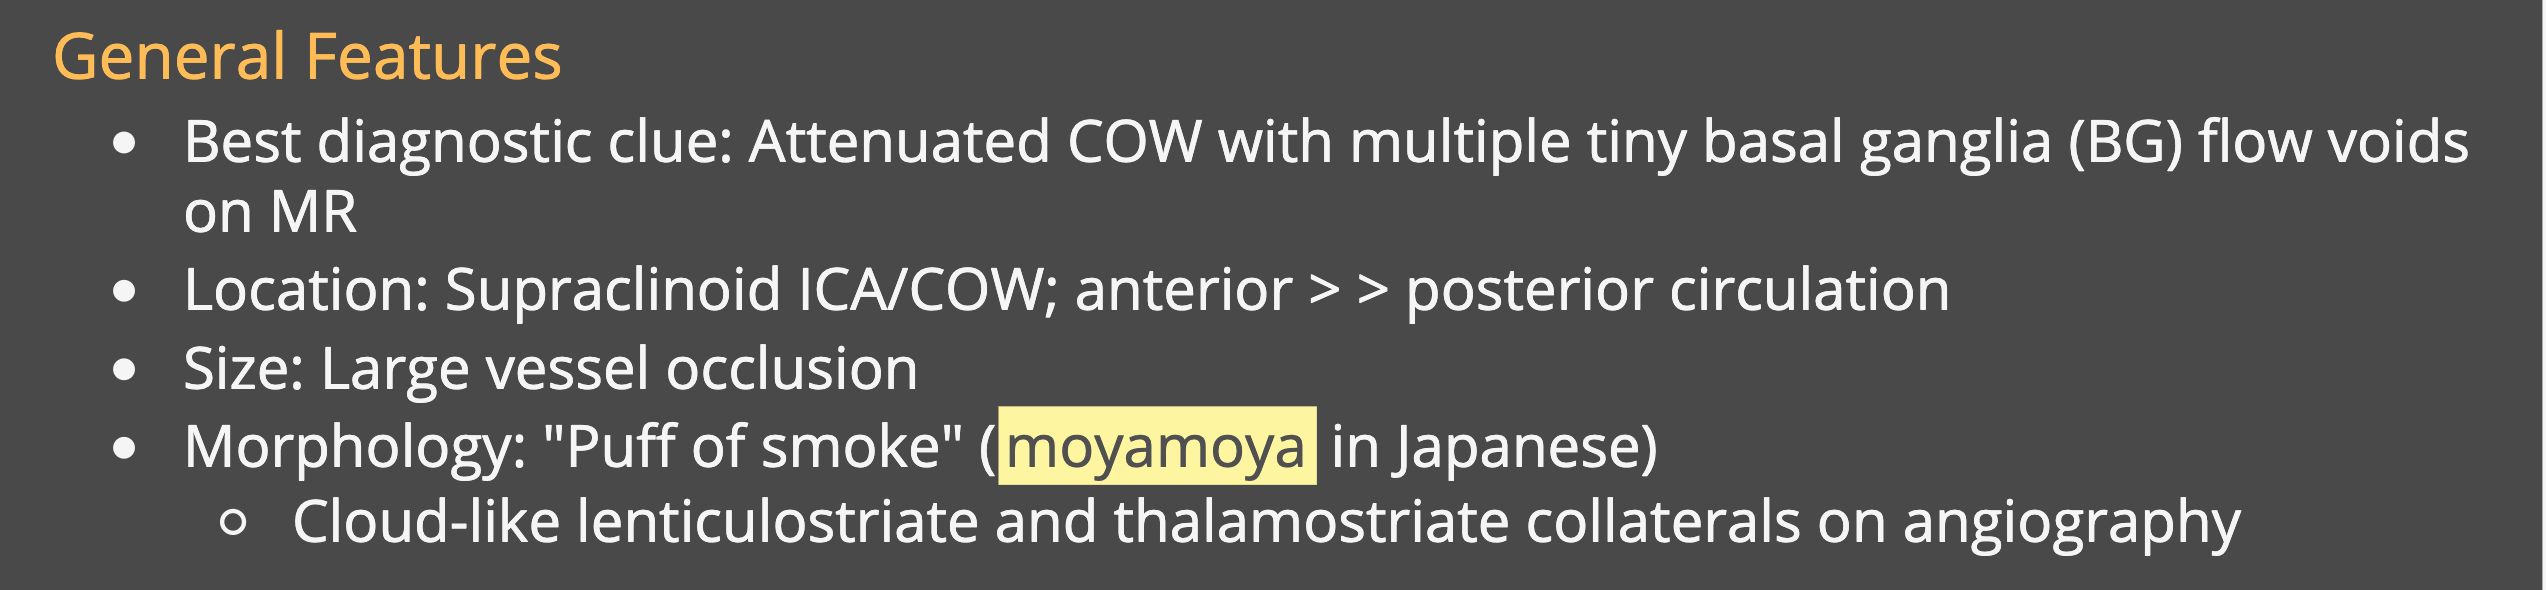 General Features
• Best diagnostic clue: Attenuated COW with multiple tiny basal ganglia (BG) flow voids
on MR
• Location: Supraclinoid ICA/COW; anterior > > posterior circulation
• Size: Large vessel occlusion
• Morphology: "Puff of smoke" (moyamoya in Japanese)
○ Cloud-like lenticulostriate and thalamostriate collaterals on angiography